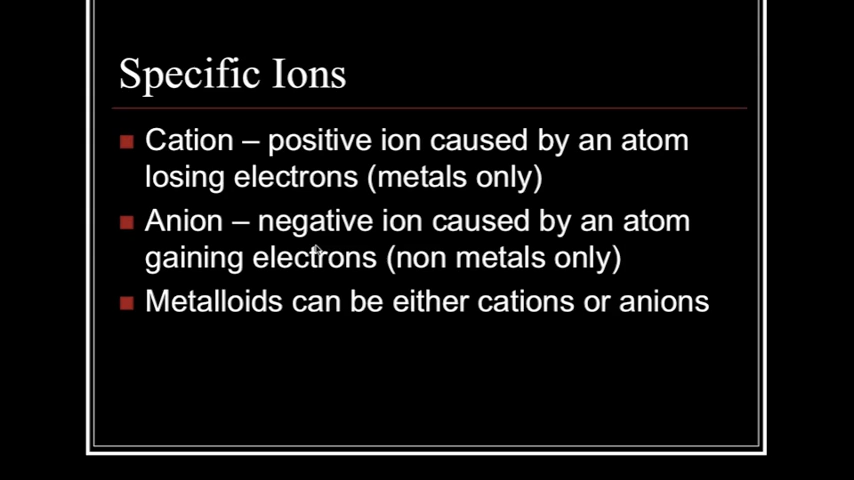 Specific Ions
Cation – positive ion caused by an atom
losing electrons (metals only)
Anion – negative ion caused by an atom
gaining electrons (non metals only)
Metalloids can be either cations or anions